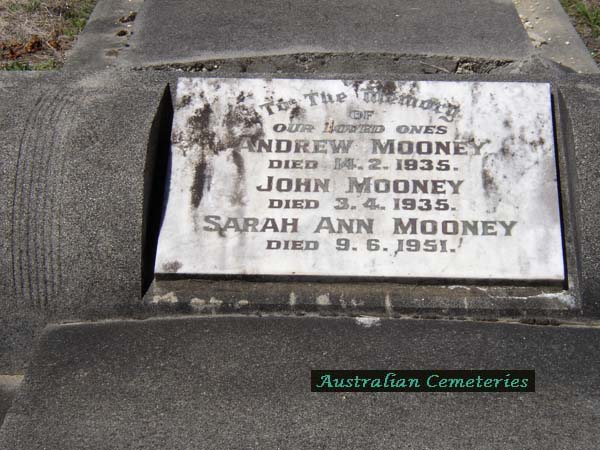 To The Memory
OF
OUR LOVED ONES
ANDREW MOONEY
DIED 14. 2. 1935.
JOHN MOONEY
DIED 3. 4. 1935.
SARAH ANN MOONEY
DIED 9. 6. 1951.
Australian Cemeteries